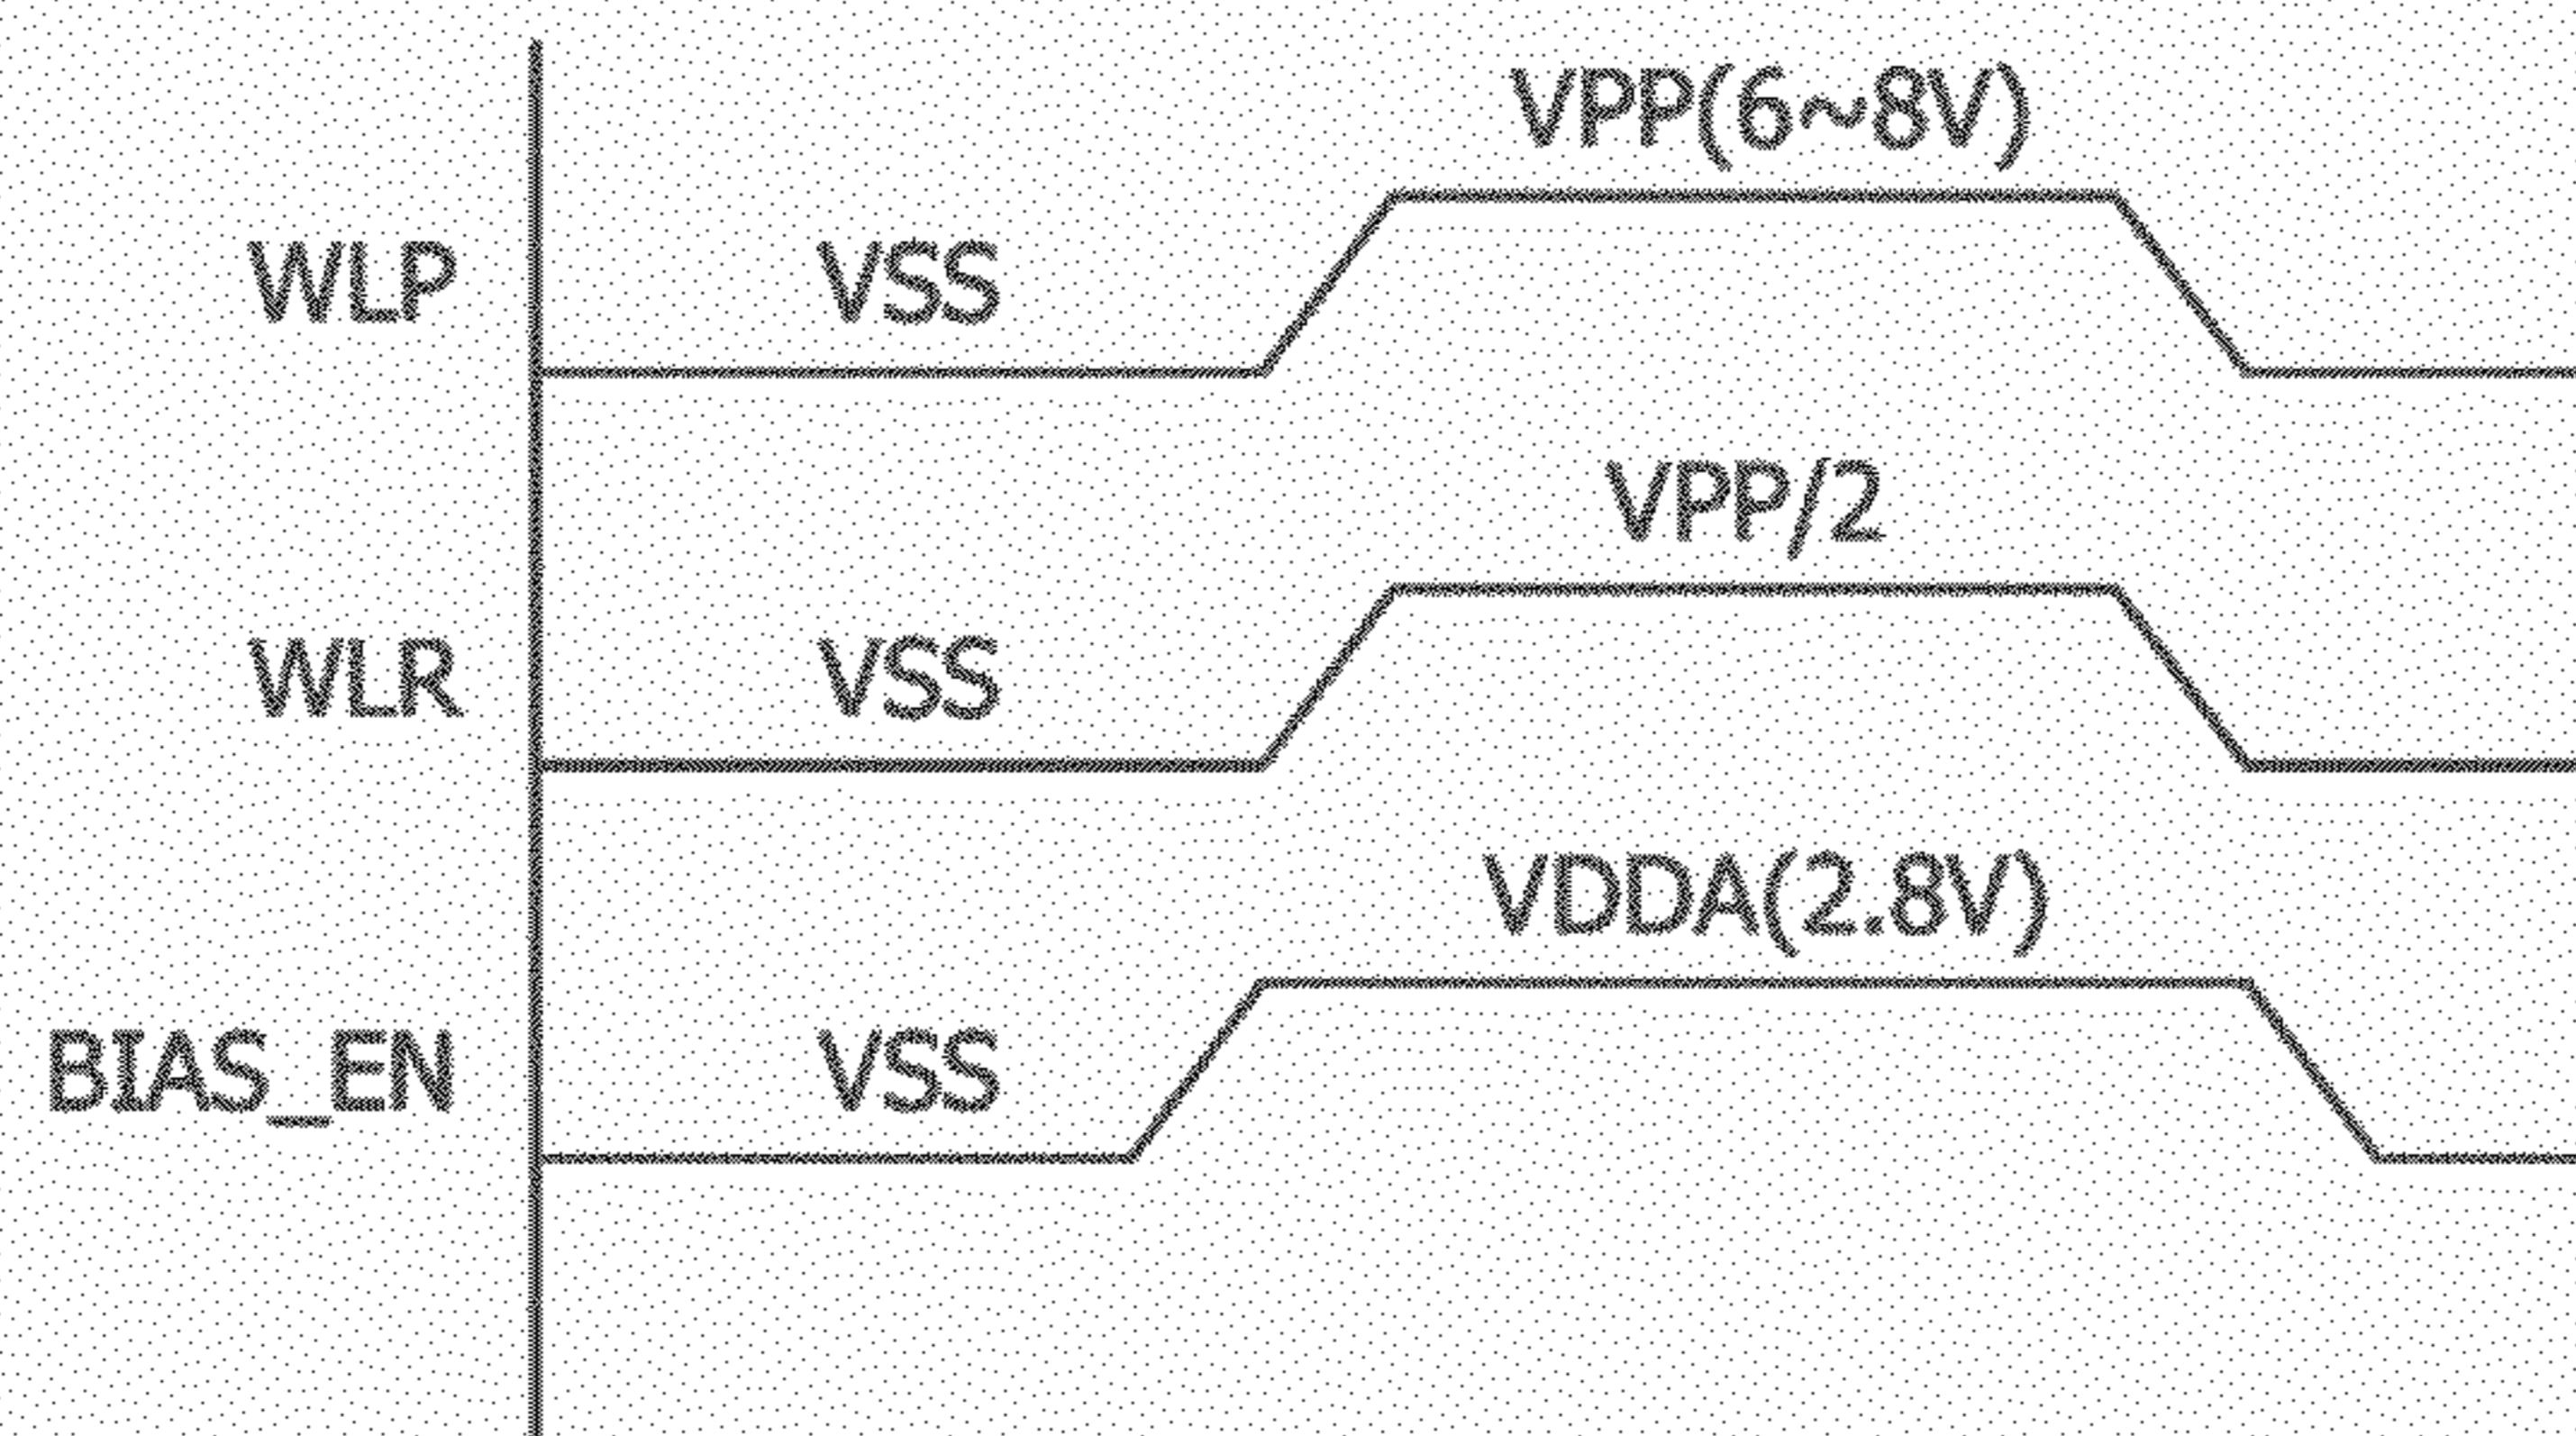 VPP(6~8V)
WLP VSS
VPP/2
WLR VSS
VDDA(2.8V)
BIAS_EN VSS